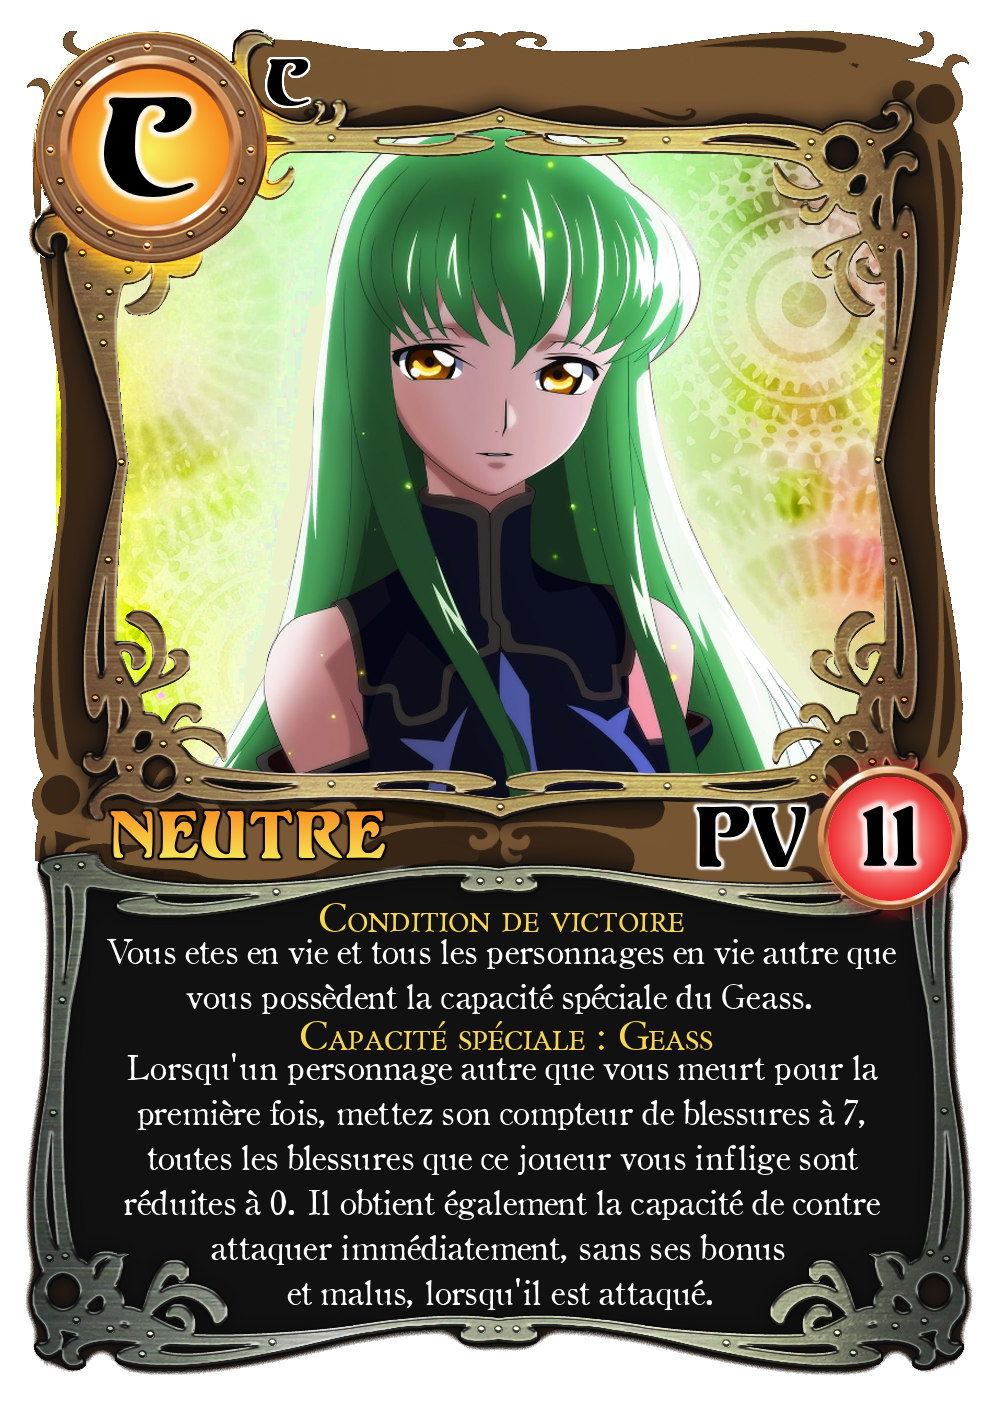 C
C
NEUTRE
PV 11
Condition de victoire
Vous etes en vie et tous les personnages en vie autre que
vous possèdent la capacité spéciale du Geass.
Capacité spéciale : Geass
Lorsqu'un personnage autre que vous meurt pour la
première fois, mettez son compteur de blessures à 7,
toutes les blessures que ce joueur vous inflige sont
réduites à 0. Il obtient également la capacité de contre
attaquer immédiatement, sans ses bonus
et malus, lorsqu'il est attaqué.